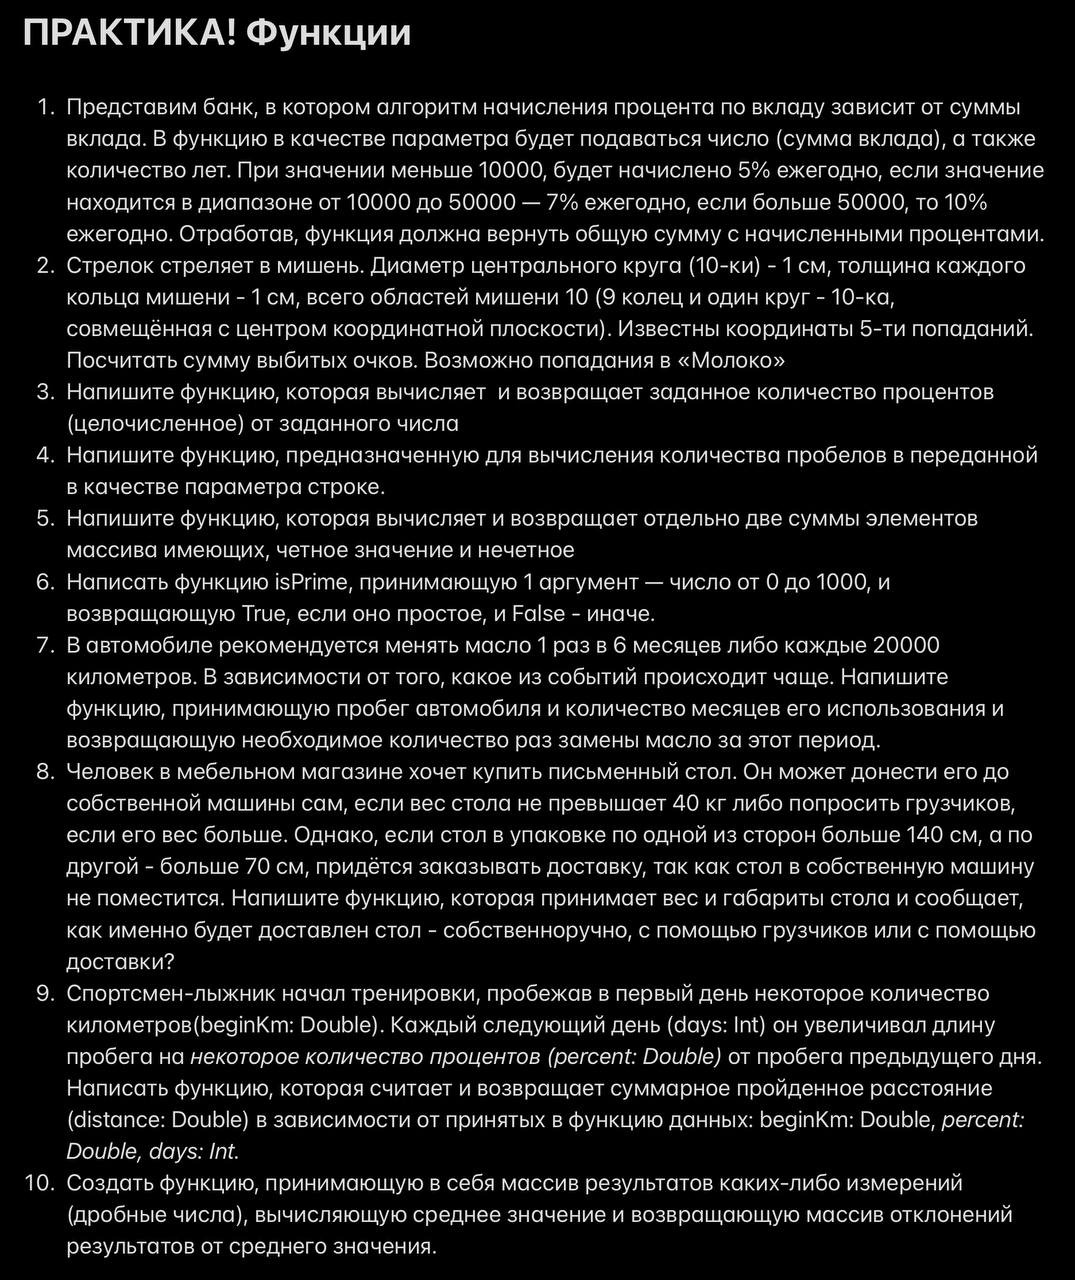 ПРАКТИКА! Функции
1. Представим банк, в котором алгоритм начисления процента по вкладу зависит от суммы
вклада. В функцию в качестве параметра будет подаваться число (сумма вклада), а также
количество лет. При значении меньше 10000, будет начислено 5% ежегодно, если значение
находится в диапазоне от 10000 до 50000 — 7% ежегодно, если больше 50000, то 10%
ежегодно. Отработав, функция должна вернуть общую сумму с начисленными процентами.
2. Стрелок стреляет в мишень. Диаметр центрального круга (10-ки) - 1 см, толщина каждого
кольца мишени - 1 см, всего областей мишени 10 (9 колец и один круг - 10-ка,
совмещённая с центром координатной плоскости). Известны координаты 5-ти попаданий.
Посчитать сумму выбитых очков. Возможно попадания в «Молоко»
3. Напишите функцию, которая вычисляет  и возвращает заданное количество процентов
(целочисленное) от заданного числа
4. Напишите функцию, предназначенную для вычисления количества пробелов в переданной
в качестве параметра строке.
5. Напишите функцию, которая вычисляет и возвращает отдельно две суммы элементов
массива имеющих, четное значение и нечетное
6. Написать функцию isPrime, принимающую 1 аргумент — число от 0 до 1000, и
возвращающую True, если оно простое, и False - иначе.
7. В автомобиле рекомендуется менять масло 1 раз в 6 месяцев либо каждые 20000
километров. В зависимости от того, какое из событий происходит чаще. Напишите
функцию, принимающую пробег автомобиля и количество месяцев его использования и
возвращающую необходимое количество раз замены масло за этот период.
8. Человек в мебельном магазине хочет купить письменный стол. Он может донести его до
собственной машины сам, если вес стола не превышает 40 кг либо попросить грузчиков,
если его вес больше. Однако, если стол в упаковке по одной из сторон больше 140 см, а по
другой - больше 70 см, придётся заказывать доставку, так как стол в собственную машину
не поместится. Напишите функцию, которая принимает вес и габариты стола и сообщает,
как именно будет доставлен стол - собственноручно, с помощью грузчиков или с помощью
доставки?
9. Спортсмен-лыжник начал тренировки, пробежав в первый день некоторое количество
километров(beginKm: Double). Каждый следующий день (days: Int) он увеличивал длину
пробега на некоторое количество процентов (percent: Double) от пробега предыдущего дня.
Написать функцию, которая считает и возвращает суммарное пройденное расстояние
(distance: Double) в зависимости от принятых в функцию данных: beginKm: Double, percent:
Double, days: Int.
10. Создать функцию, принимающую в себя массив результатов каких-либо измерений
(дробные числа), вычисляющую среднее значение и возвращающую массив отклонений
результатов от среднего значения.